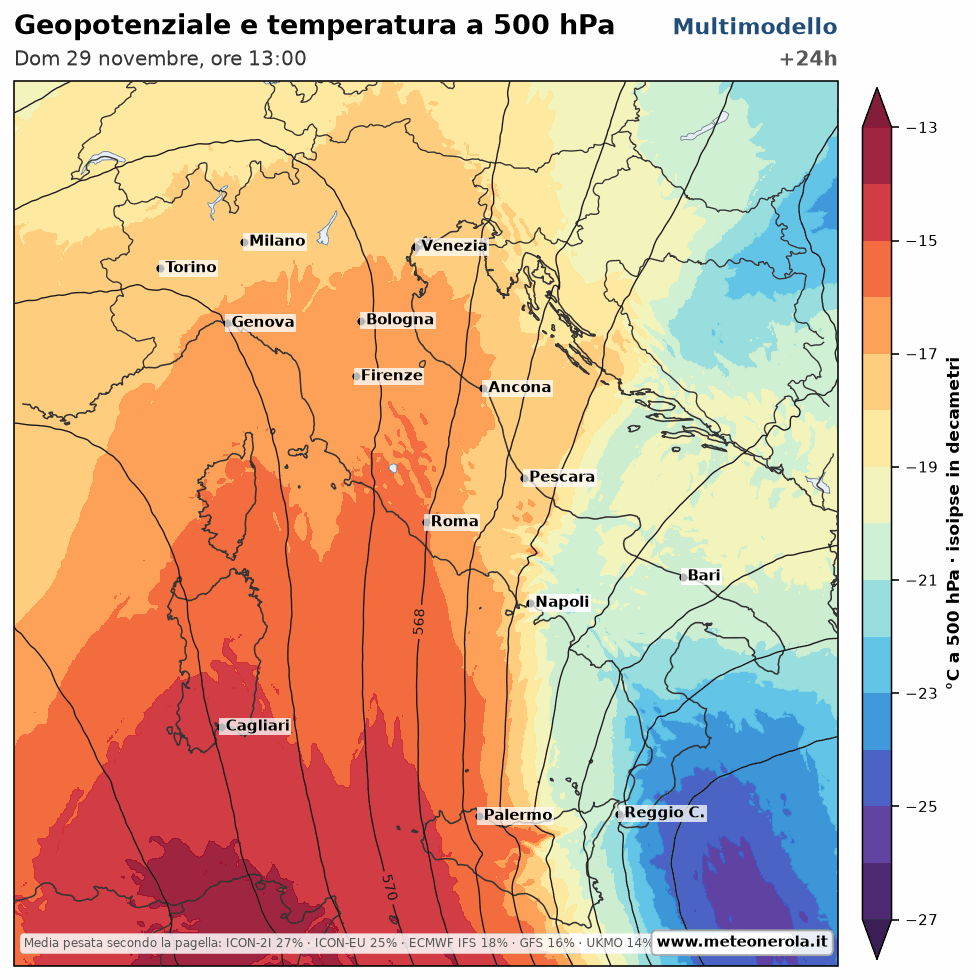 Geopotenziale e temperatura a 500 hPa
Multimodello
Dom 29 novembre, ore 13:00
+24h
Milano
Venezia
Torino
Genova
Bologna
Firenze
Ancona
Pescara
Roma
Bari
Napoli
568
Cagliari
Palermo
Reggio C.
570
−13
−15
−17
−19
−21
−23
−25
−27
°C a 500 hPa · isoipse in decametri
Media pesata secondo la pagella: ICON-2I 27% · ICON-EU 25% · ECMWF IFS 18% · GFS 16% · UKMO 14%
www.meteonerola.it